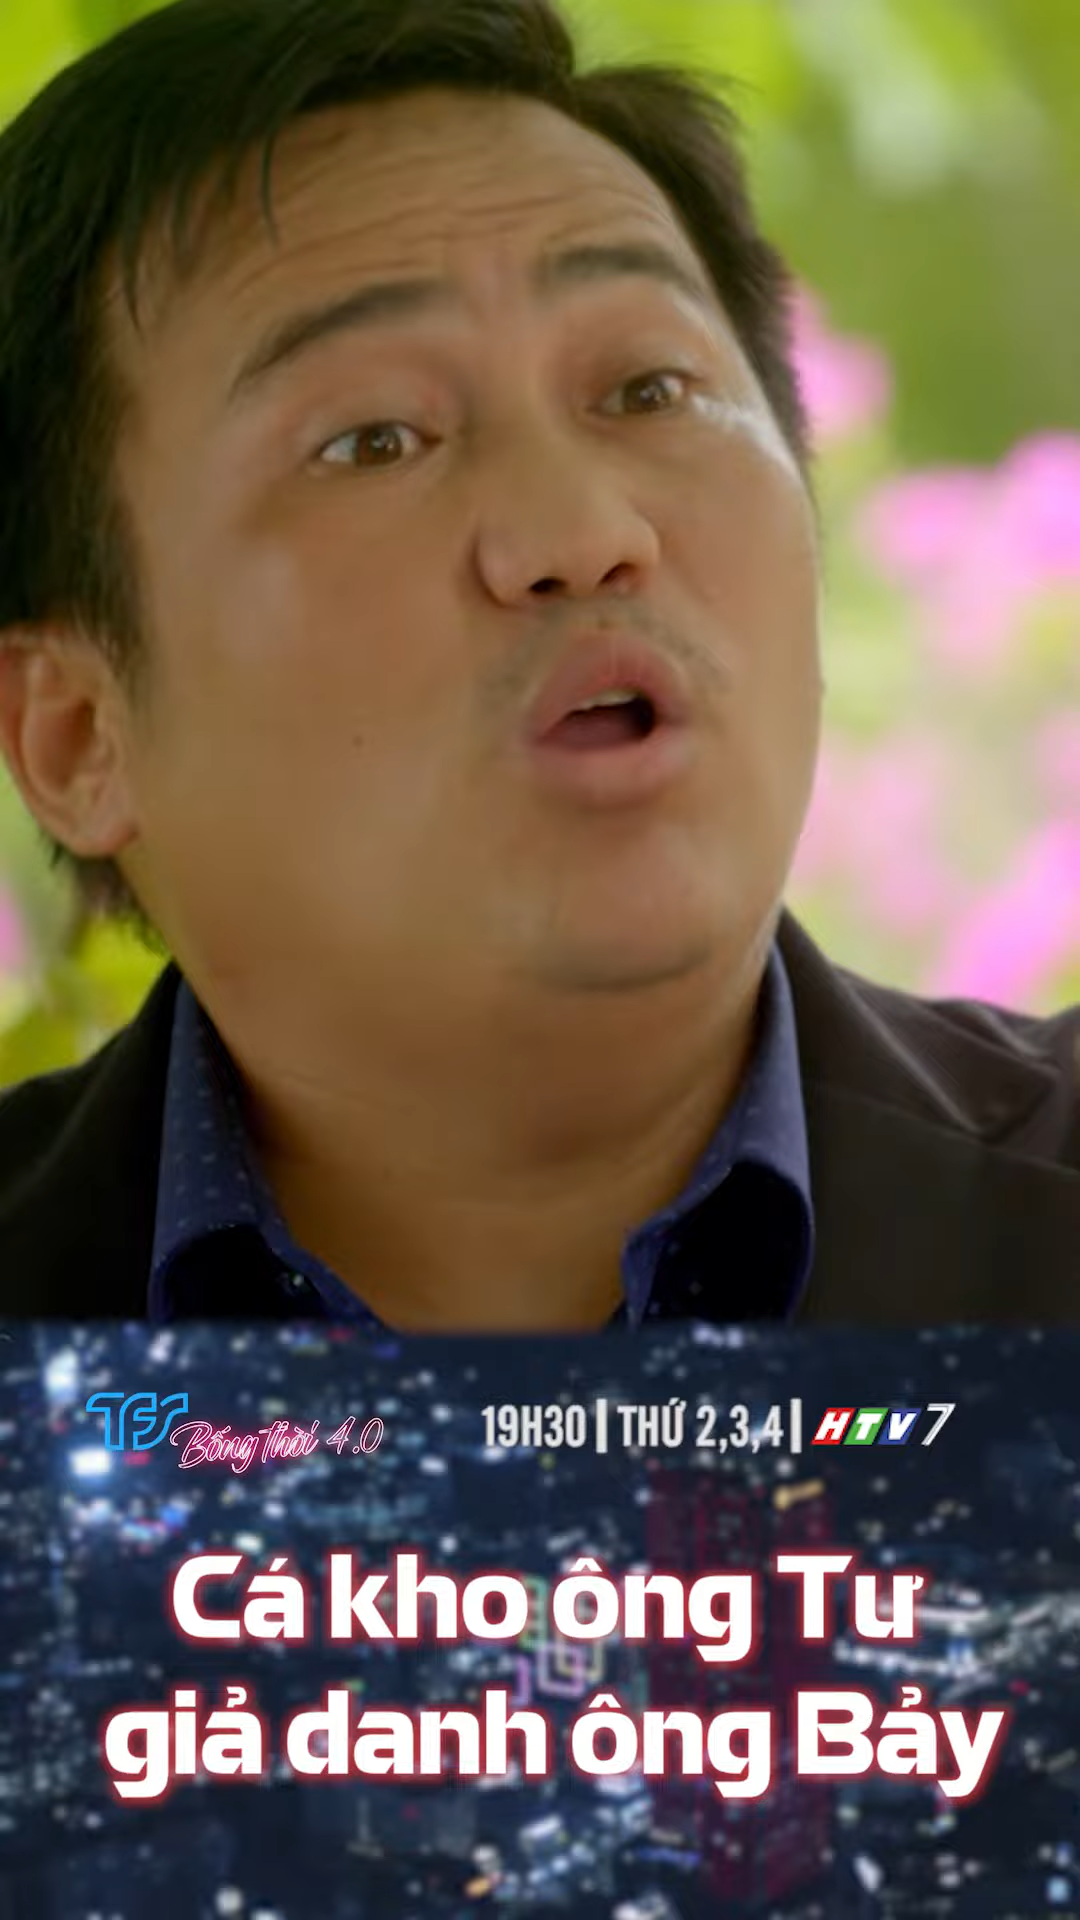 TFS Bống thời 4.0
19H30 | THỨ 2,3,4 | HTV7
Cá kho ông Tư
giả danh ông Bảy